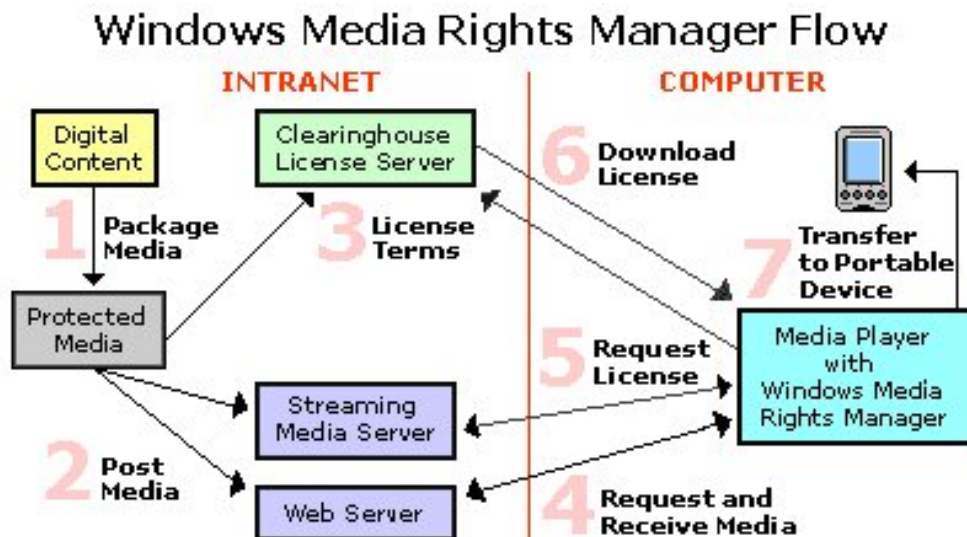 Windows Media Rights Manager Flow
INTRANET
COMPUTER
Digital
Content
Clearinghouse
License Server
6 Download
License
1 Package
Media
3 License
Terms
7 Transfer
to Portable
Device
Protected
Media
5 Request
License
Media Player
with
Windows Media
Rights Manager
Streaming
Media Server
2 Post
Media
Web Server
4 Request and
Receive Media